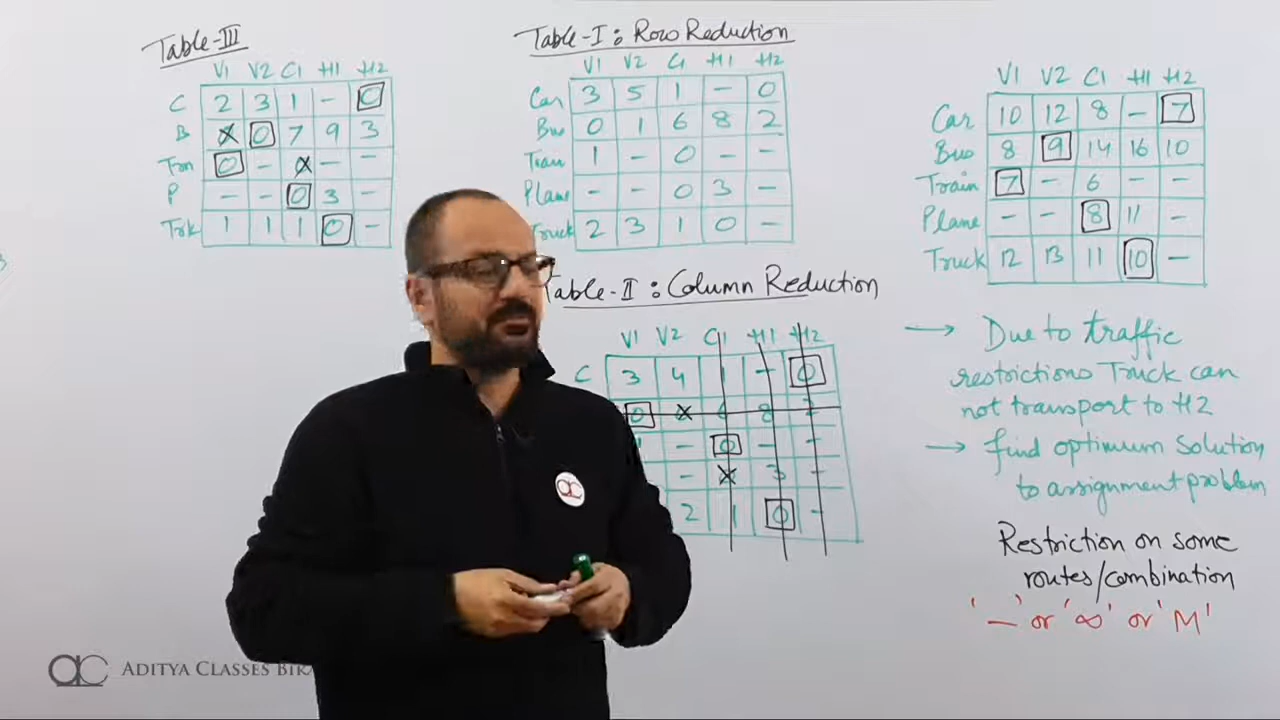 Table-III
V1 V2 C1 H1 H2
C 2 3 1 - 0
B X 0 7 9 3
Trn 0 - X - -
P - - 0 3 -
Trk 1 1 1 0 -
Table-I : Row Reduction
V1 V2 C1 H1 H2
Car 3 5 1 - 0
Bus 0 1 6 8 2
Train 1 - 0 - -
Plane - - 0 3 -
Truck 2 3 1 0 -
Table-II : Column Reduction
V1 V2 C1 H1 H2
C 3 4 1 - 0
0 X 6 8 2
- 0 - -
- X 3 -
2 1 0 -
V1 V2 C1 H1 H2
Car 10 12 8 - 7
Bus 8 9 14 16 10
Train 7 - 6 - -
Plane - - 8 11 -
Truck 12 13 11 10 -
→ Due to traffic
restrictions Truck can
not transport to H2
→ find optimum solution
to assignment problem
Restriction on some
routes/combination
'—' or '∞' or 'M'
ac
ac ADITYA CLASSES